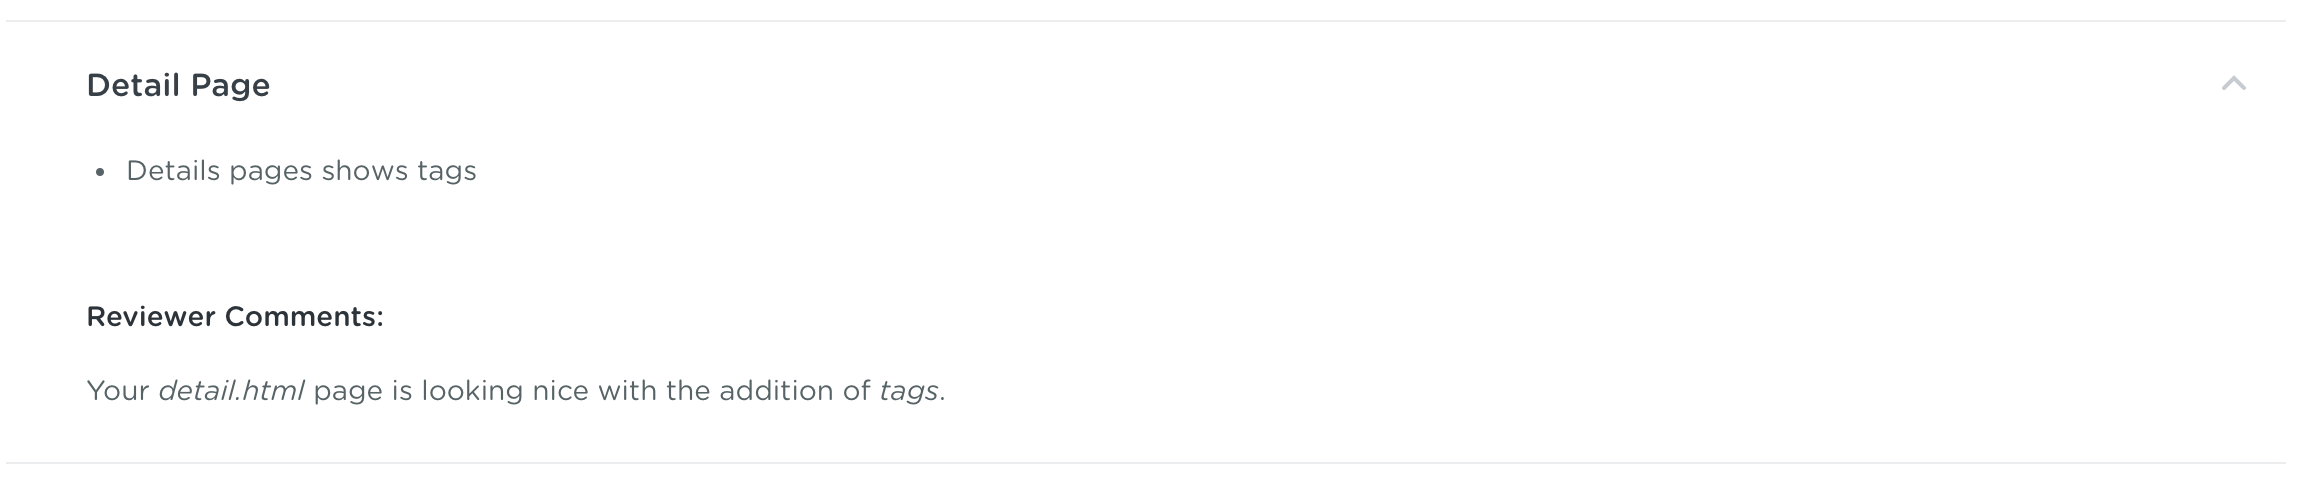 Detail Page
• Details pages shows tags
Reviewer Comments:
Your detail.html page is looking nice with the addition of tags.